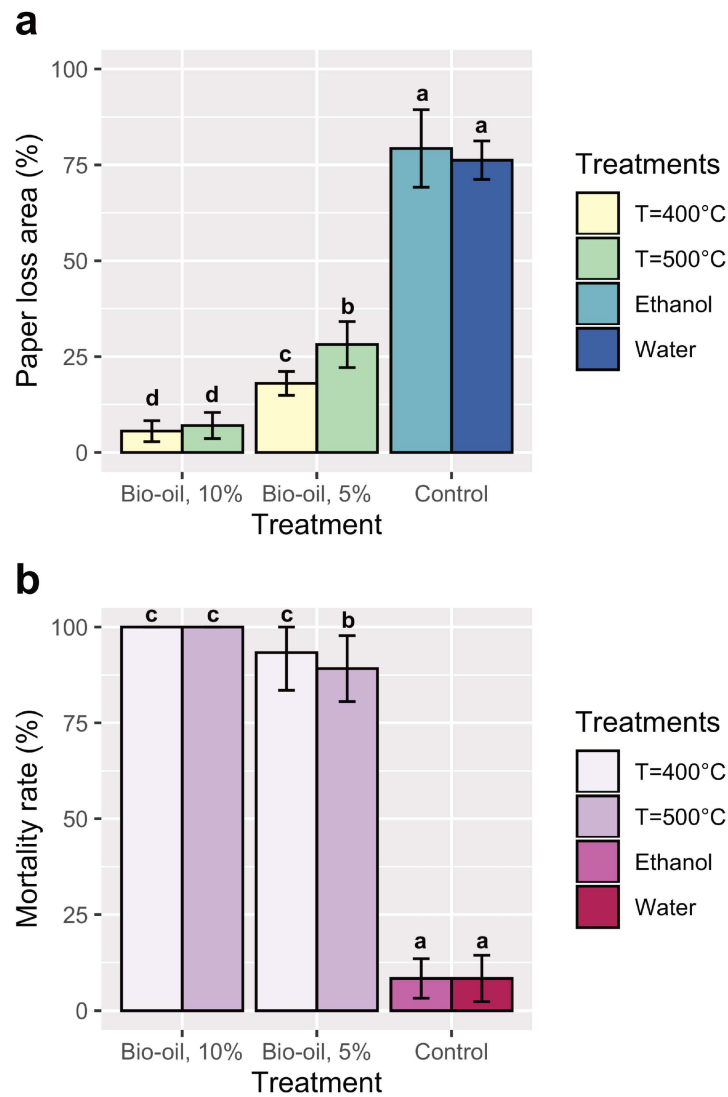 a
100
75
50
25
0
Paper loss area (%)
d
d
c
b
a
a
Bio-oil, 10%
Bio-oil, 5%
Control
Treatment
Treatments
T=400°C
T=500°C
Ethanol
Water
b
100
75
50
25
0
Mortality rate (%)
c
c
c
b
a
a
Bio-oil, 10%
Bio-oil, 5%
Control
Treatment
Treatments
T=400°C
T=500°C
Ethanol
Water